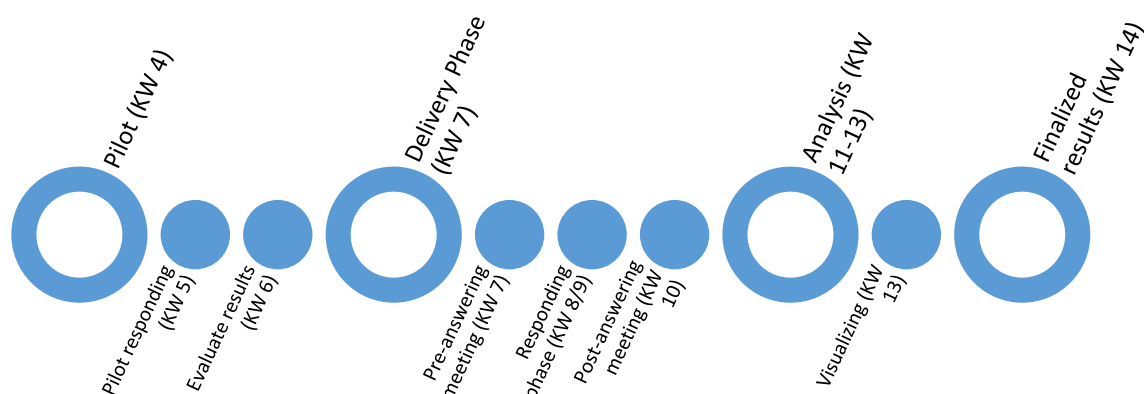 Pilot (KW 4)
Pilot responding
(KW 5)
Evaluate results
(KW 6)
Delivery Phase
(KW 7)
Pre-answering
meeting (KW 7)
Responding
phase (KW 8/9)
Post-answering
meeting (KW
10)
Analysis (KW
11-13)
Visualizing (KW
13)
Finalized
results (KW 14)